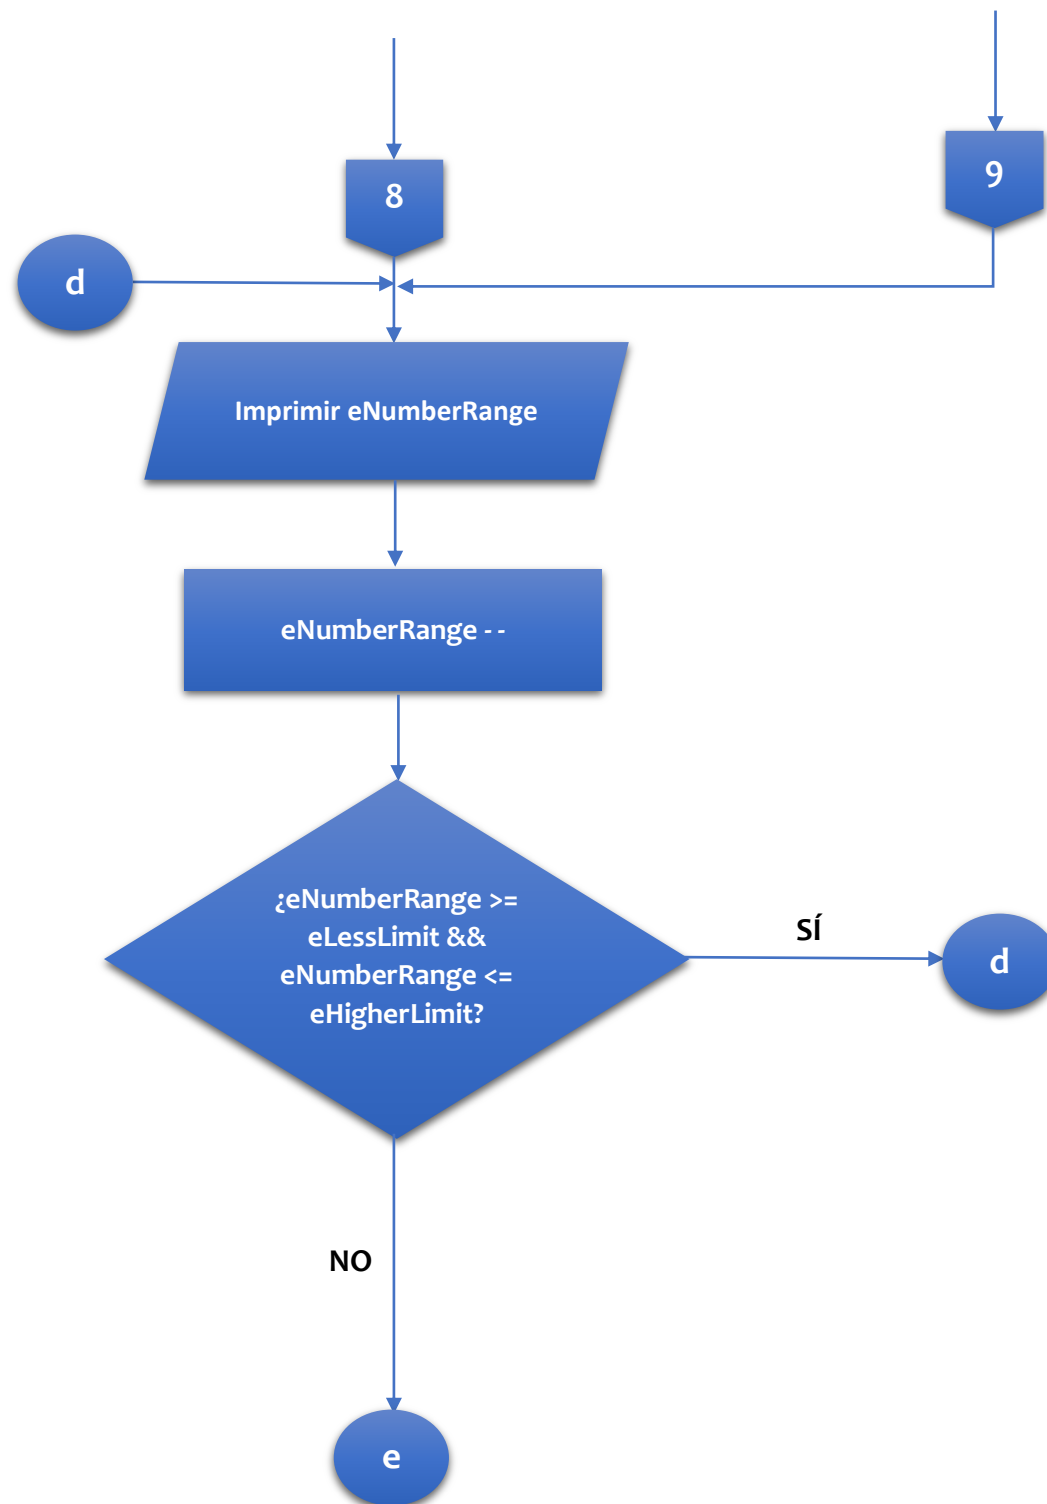 8
9
d
Imprimir eNumberRange
eNumberRange - -
¿eNumberRange >=
eLessLimit &&
eNumberRange <=
eHigherLimit?
SÍ
d
NO
e